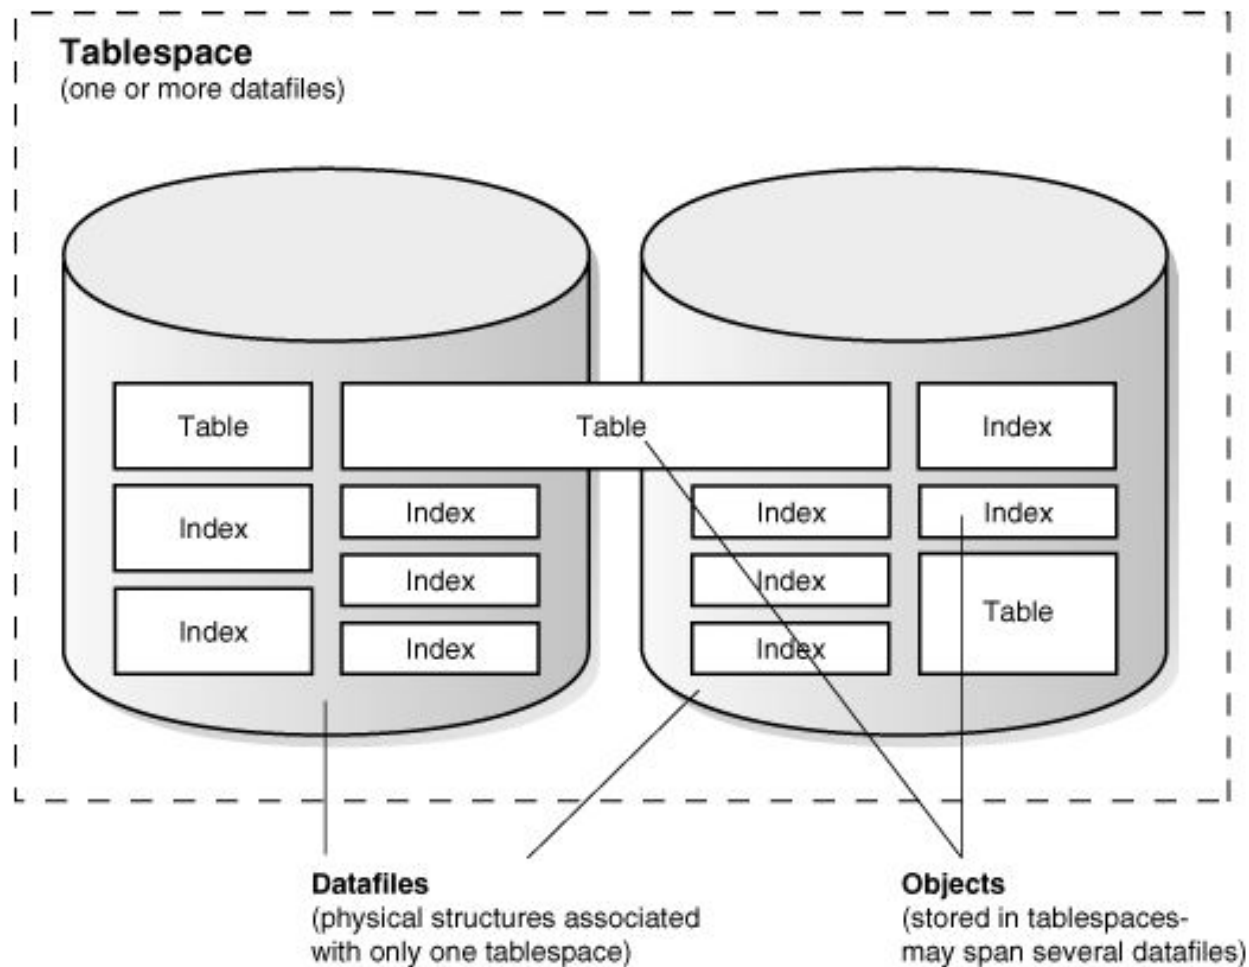 Tablespace
(one or more datafiles)
Table
Table
Index
Index
Index
Index
Index
Index
Index
Index
Index
Index
Index
Table
Datafiles
(physical structures associated
with only one tablespace)
Objects
(stored in tablespaces-
may span several datafiles)